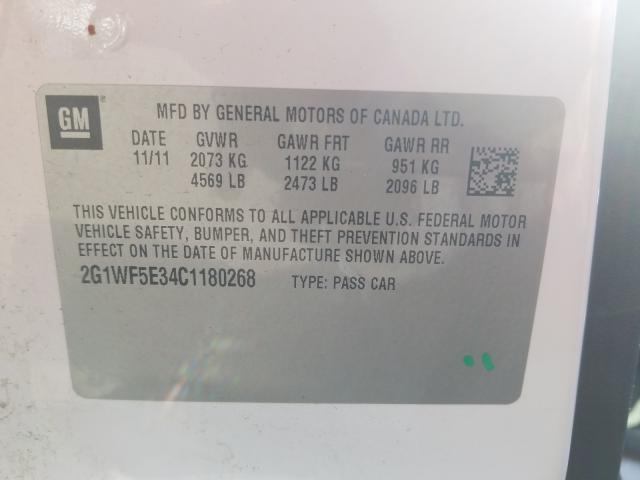 GM
MFD BY GENERAL MOTORS OF CANADA LTD.
DATE GVWR GAWR FRT GAWR RR
11/11 2073 KG 1122 KG 951 KG
4569 LB 2473 LB 2096 LB
THIS VEHICLE CONFORMS TO ALL APPLICABLE U.S. FEDERAL MOTOR
VEHICLE SAFETY, BUMPER, AND THEFT PREVENTION STANDARDS IN
EFFECT ON THE DATE OF MANUFACTURE SHOWN ABOVE.
2G1WF5E34C1180268 TYPE: PASS CAR